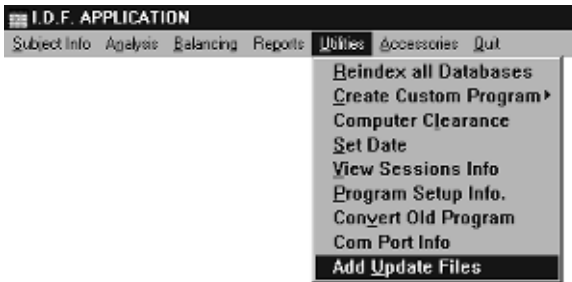 I.D.F. APPLICATION
Subject Info Analysis Balancing Reports Utilities Accessories Quit
Reindex all Databases
Create Custom Program
Computer Clearance
Set Date
View Sessions Info
Program Setup Info.
Convert Old Program
Com Port Info
Add Update Files